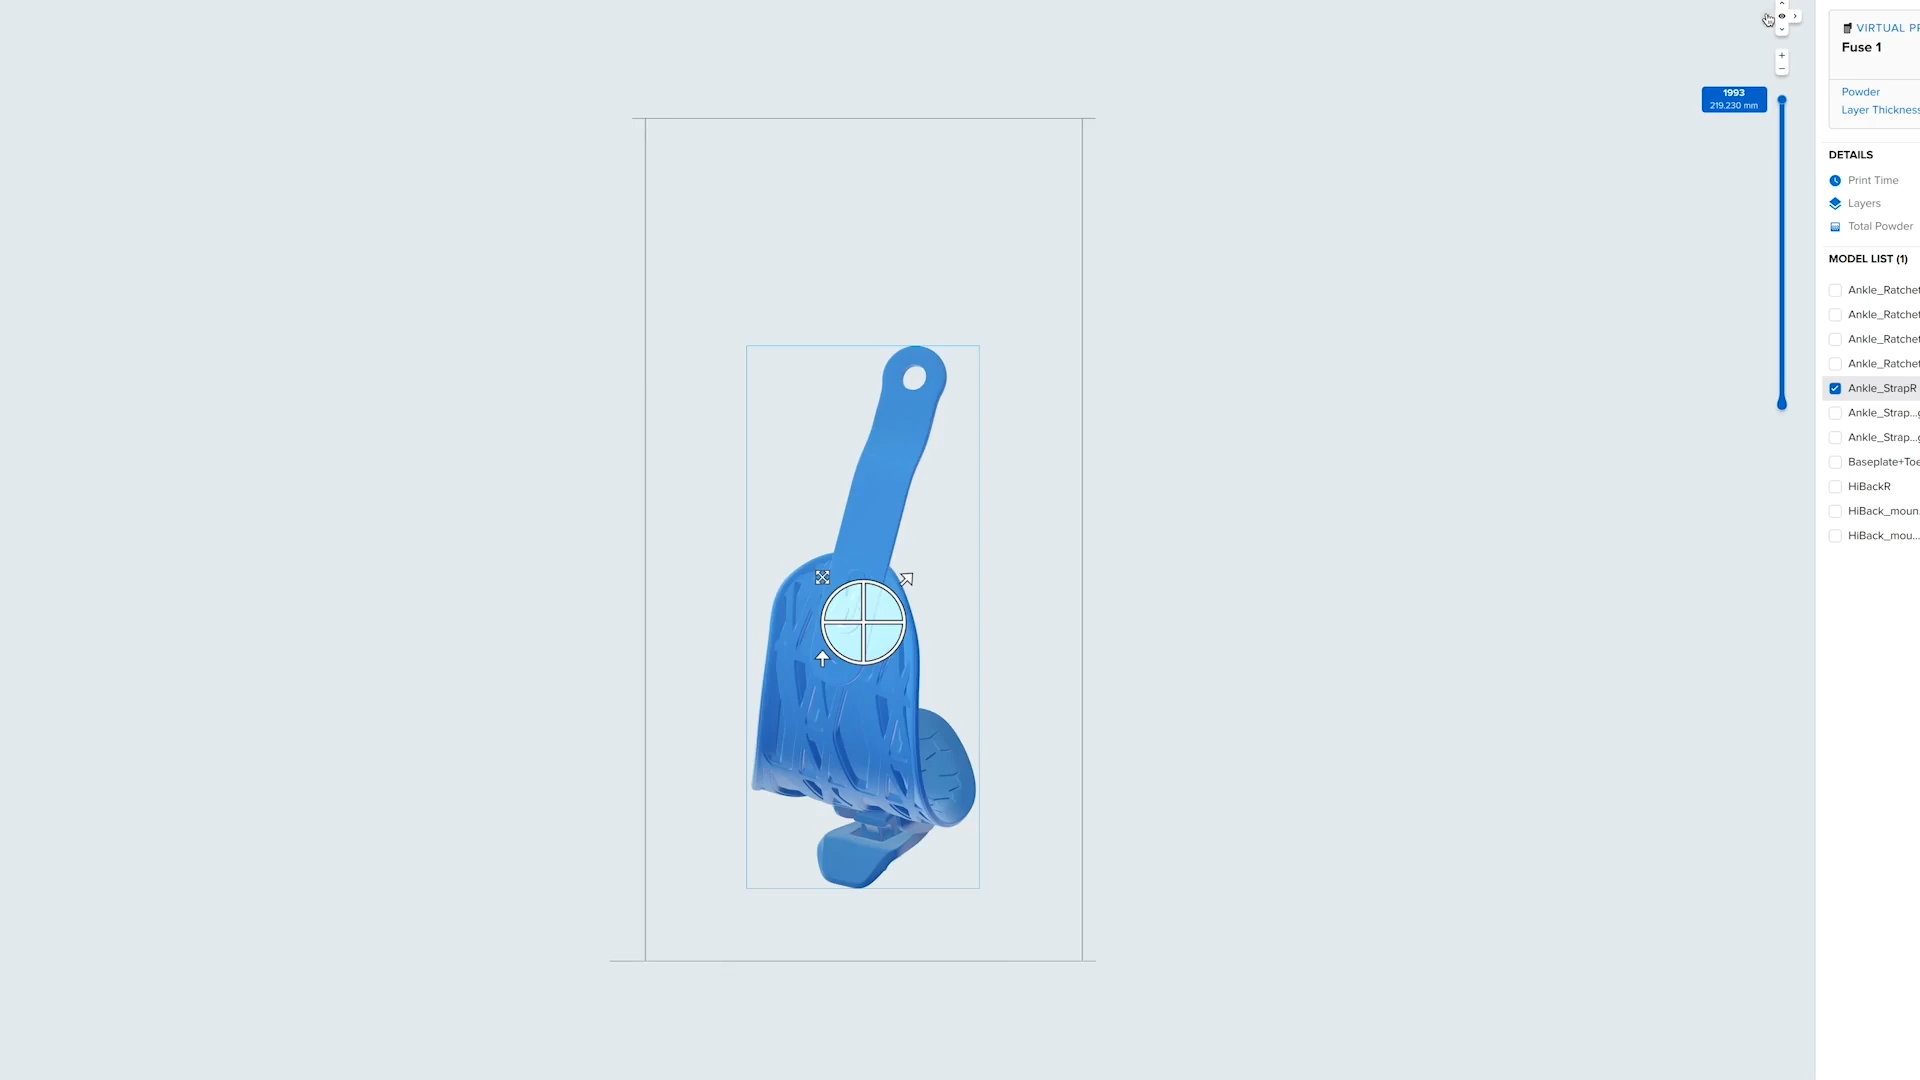 VIRTUAL PR
Fuse 1
1993
219.230 mm
Powder
Layer Thickness
DETAILS
Print Time
Layers
Total Powder
MODEL LIST (1)
Ankle_Ratchet
Ankle_Ratchet
Ankle_Ratchet
Ankle_Ratchet
Ankle_StrapR
Ankle_Strap...g
Ankle_Strap...g
Baseplate+Toe
HiBackR
HiBack_moun.
HiBack_mou...